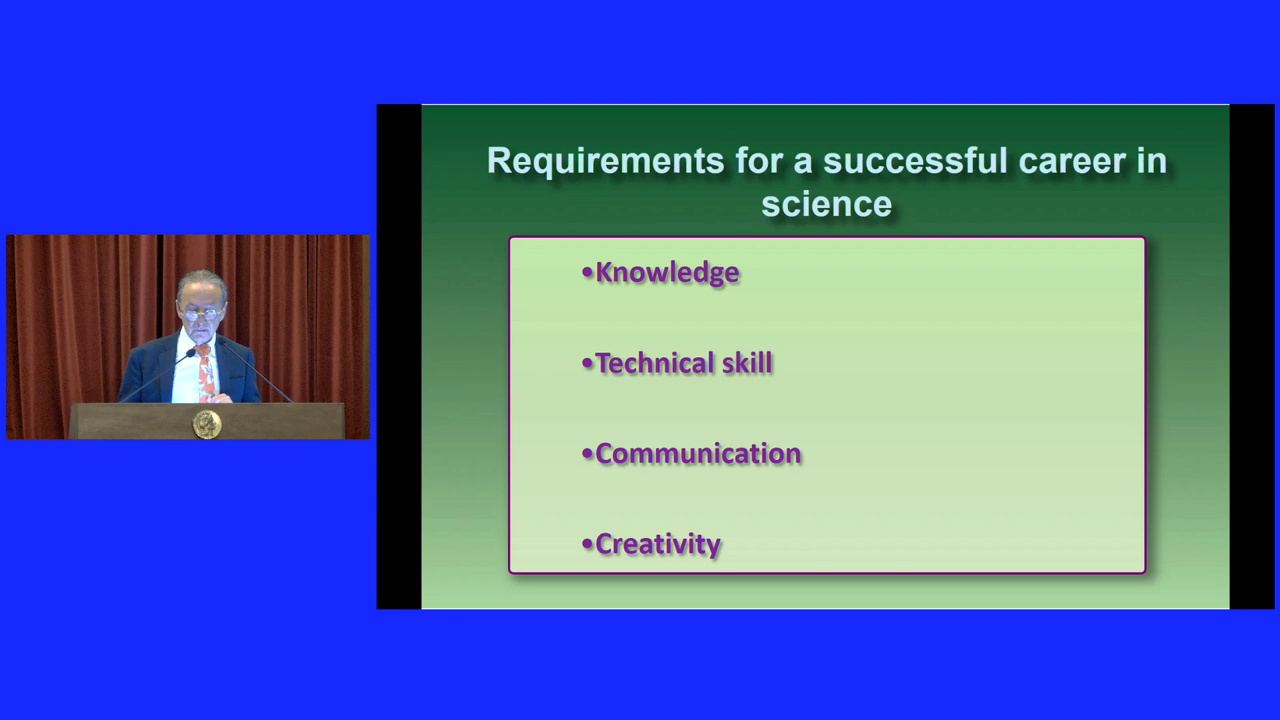 Requirements for a successful career in
science
•Knowledge
•Technical skill
•Communication
•Creativity